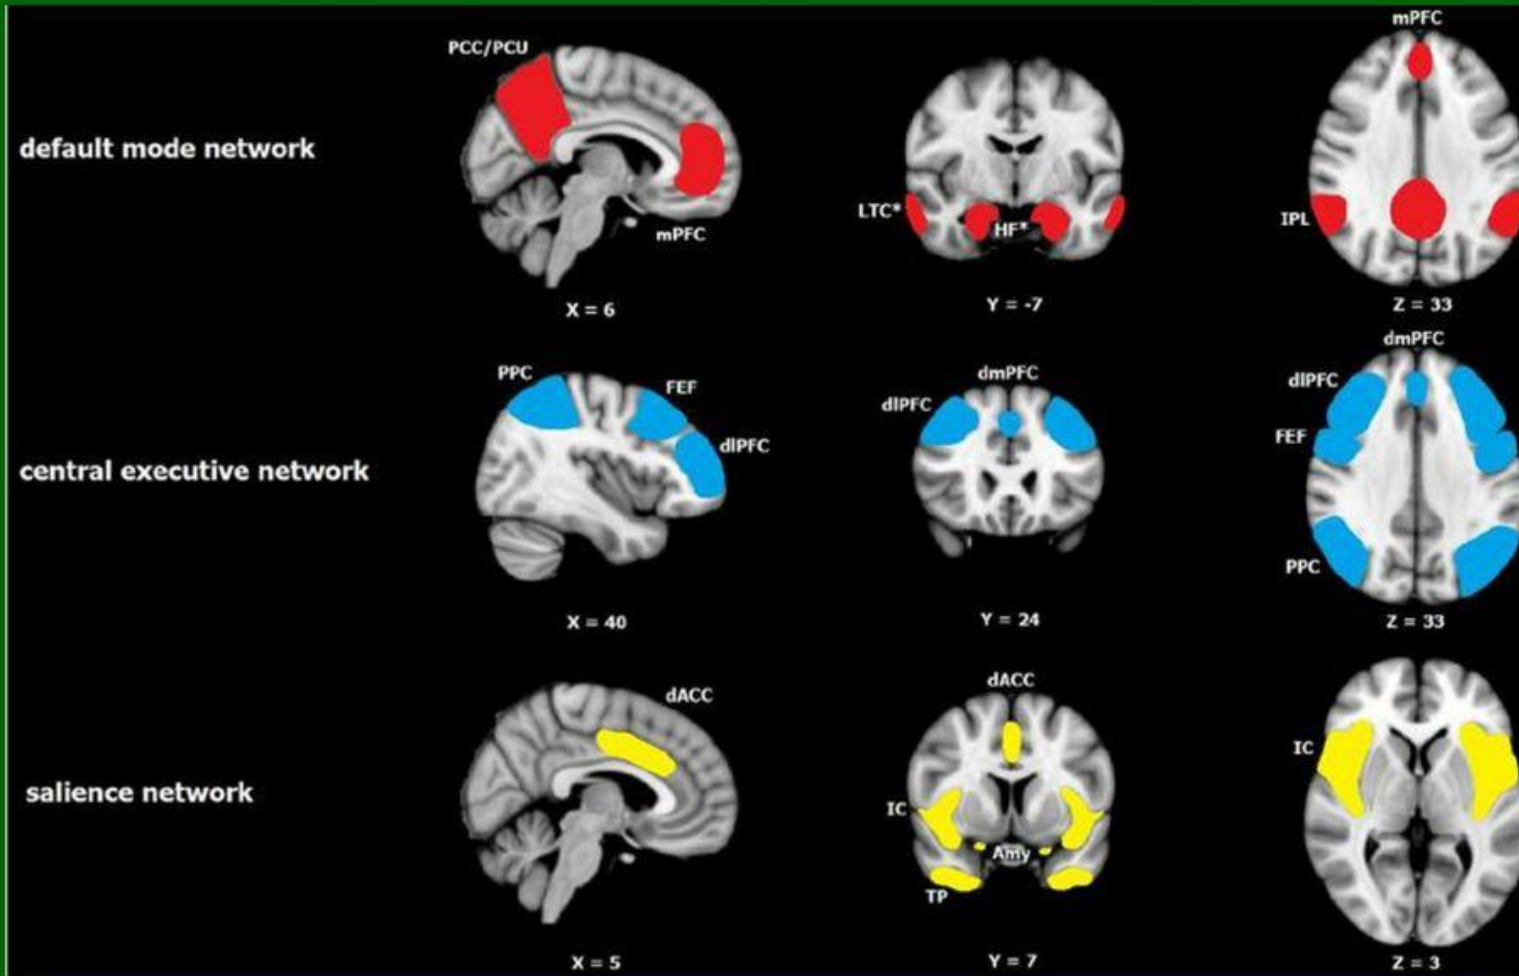 default mode network
PCC/PCU
mPFC
X = 6
LTC*
HF*
Y = -7
mPFC
IPL
Z = 33
central executive network
PPC
FEF
dlPFC
X = 40
dlPFC
dmPFC
Y = 24
dmPFC
dlPFC
FEF
PPC
Z = 33
salience network
dACC
X = 5
dACC
IC
Amy
TP
Y = 7
IC
Z = 3